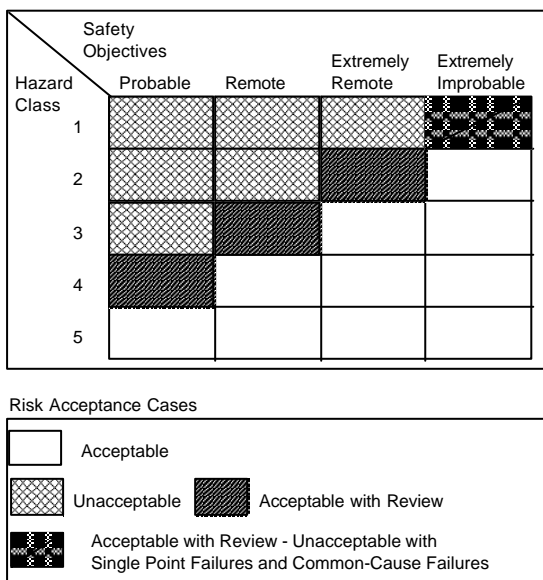 Safety
Objectives
Hazard
Class
Probable
Remote
Extremely
Remote
Extremely
Improbable
1
2
3
4
5
Risk Acceptance Cases
Acceptable
Unacceptable
Acceptable with Review
Acceptable with Review - Unacceptable with
Single Point Failures and Common-Cause Failures